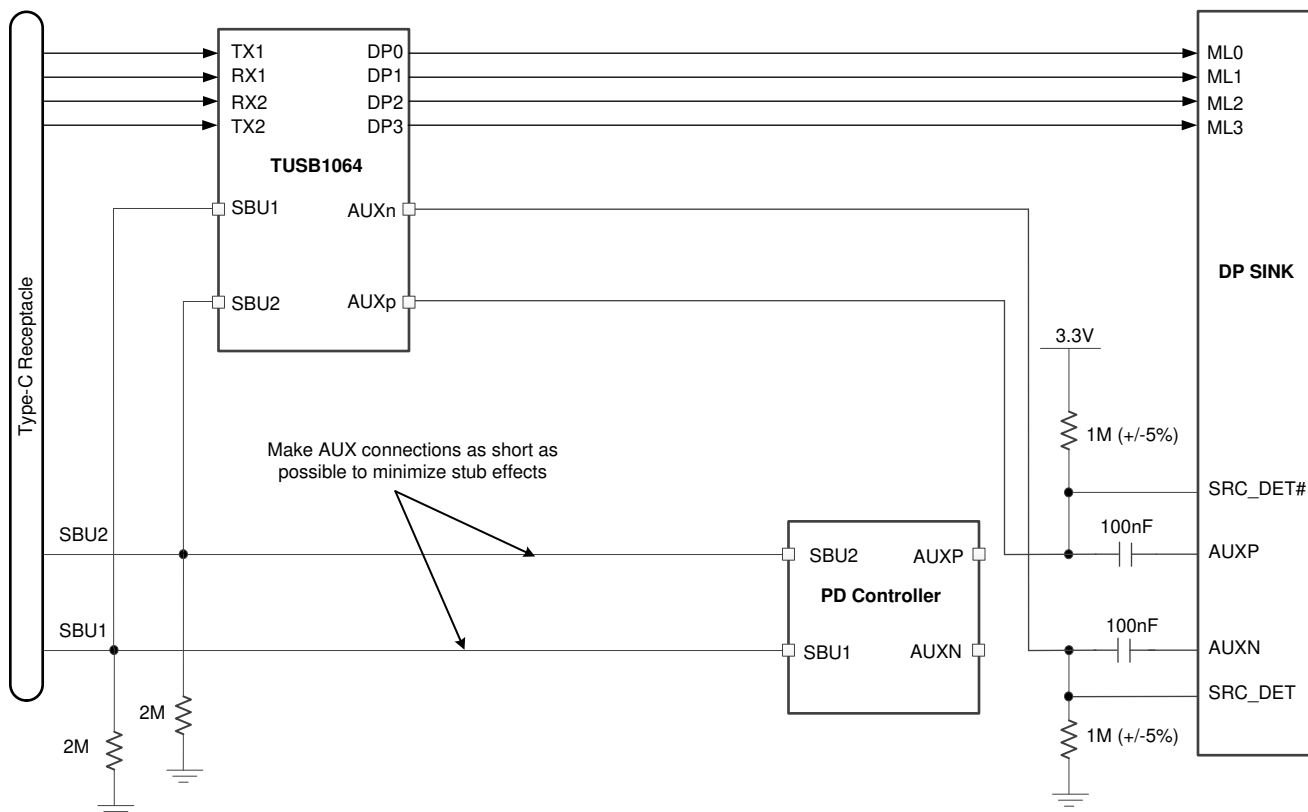 Type-C Receptacle
TX1
RX1
RX2
TX2
DP0
DP1
DP2
DP3
TUSB1064
SBU1
AUXn
SBU2
AUXp
ML0
ML1
ML2
ML3
DP SINK
3.3V
1M (+/-5%)
SRC_DET#
100nF
AUXP
100nF
AUXN
SRC_DET
1M (+/-5%)
Make AUX connections as short as
possible to minimize stub effects
SBU2
SBU1
SBU2
AUXP
PD Controller
SBU1
AUXN
2M
2M